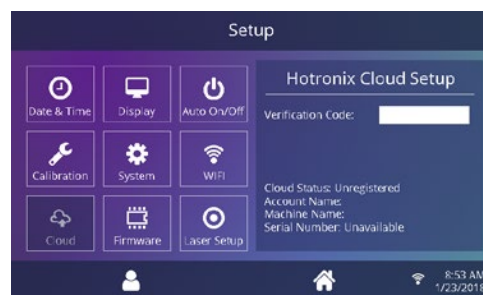 Setup
Date & Time
Display
Auto On/Off
Calibration
System
WIFI
Cloud
Firmware
Laser Setup
Hotronix Cloud Setup
Verification Code:
Cloud Status: Unregistered
Account Name:
Machine Name:
Serial Number: Unavailable
8:53 AM
1/23/2018